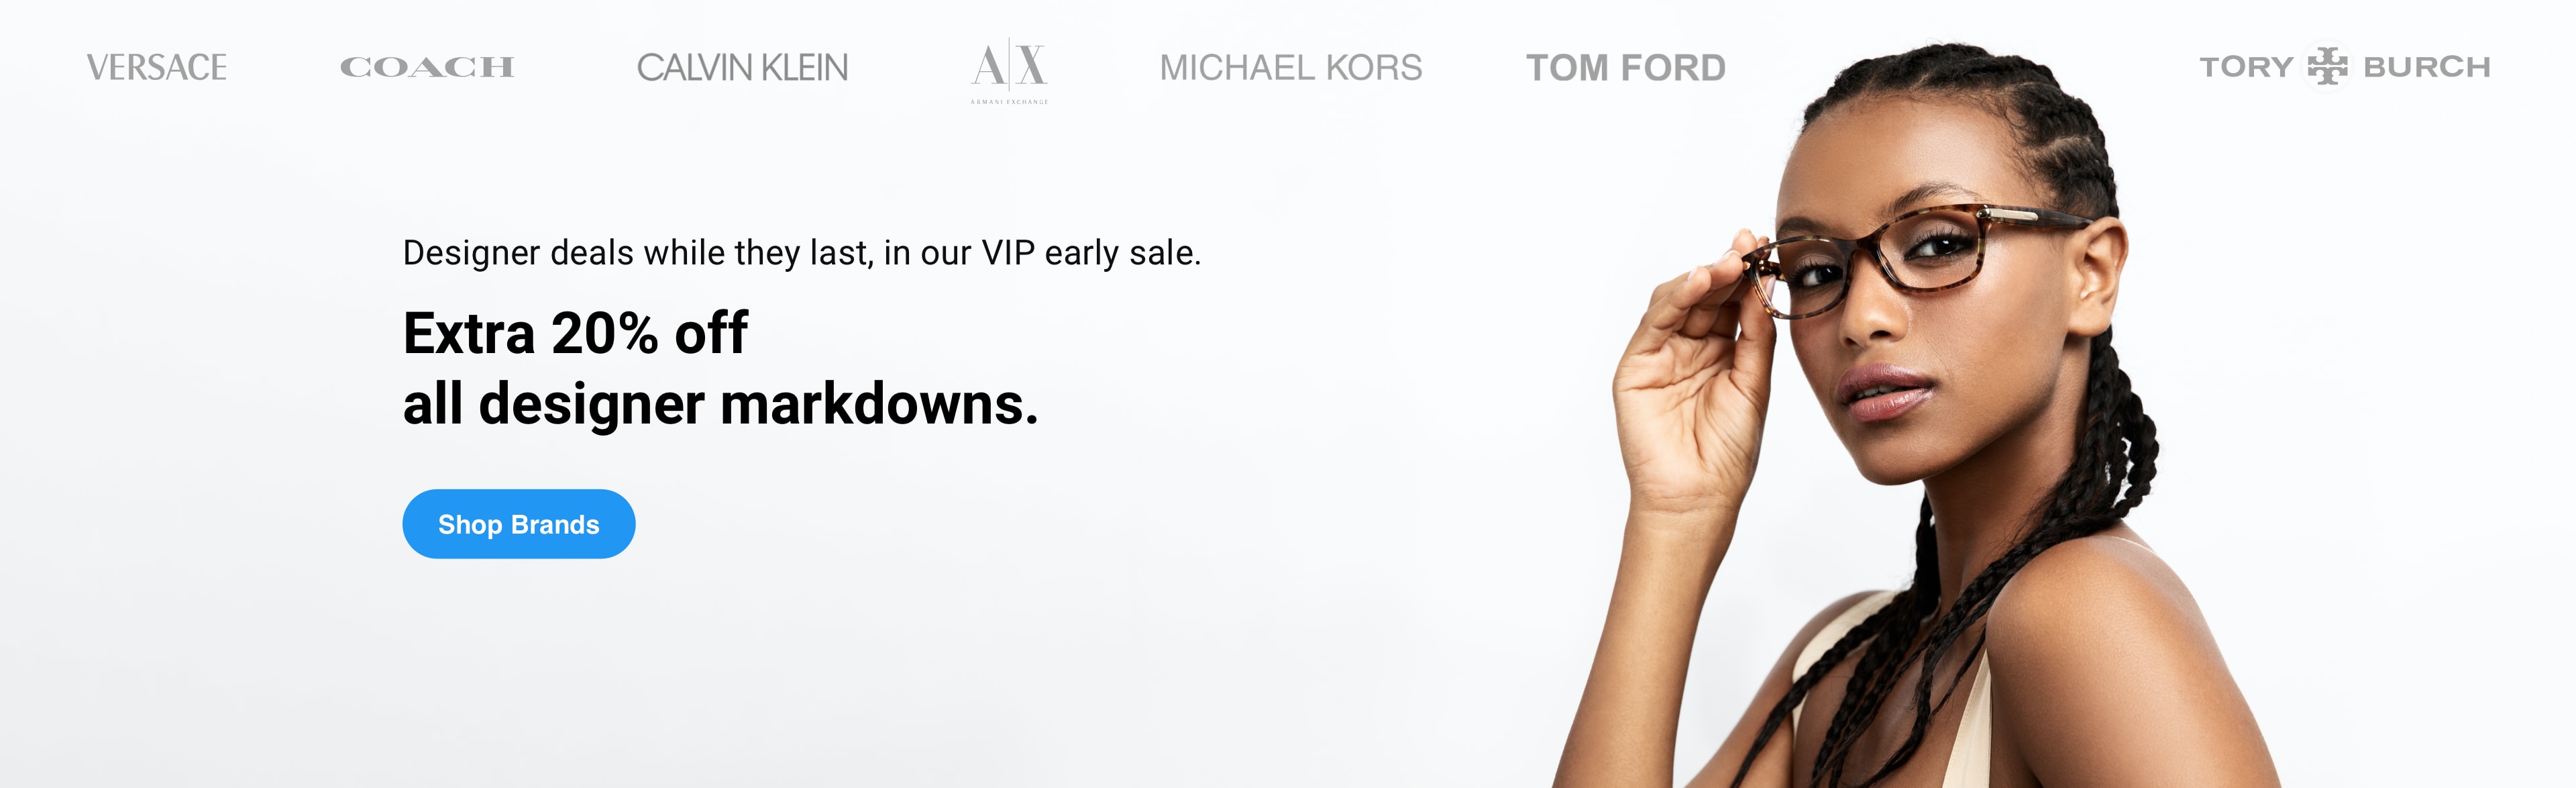 VERSACE COACH CALVIN KLEIN A|X ARMANI EXCHANGE MICHAEL KORS TOM FORD TORY BURCH
Designer deals while they last, in our VIP early sale.
Extra 20% off
all designer markdowns.
Shop Brands